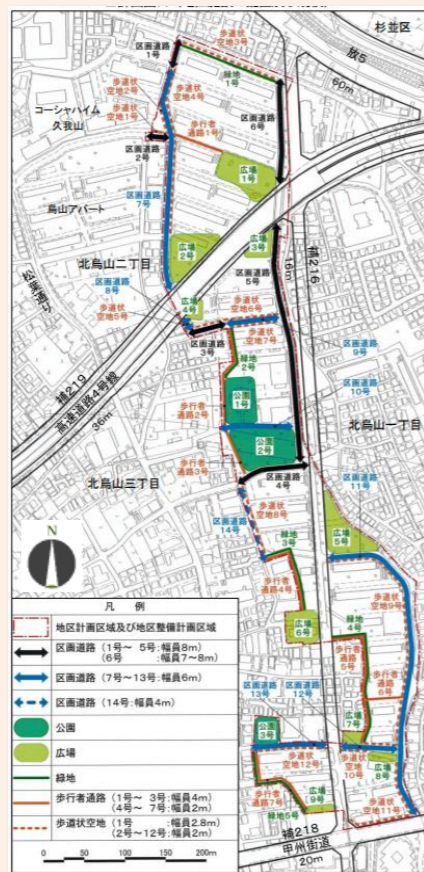 杉並区
放5
60m
区画道路
1号
歩道状
空地3号
歩道状
空地2号
歩道状
空地4号
緑地
1号
コーシャハイム
久我山
歩道状
空地1号
歩行者
通路1号
区画道路
6号
区画道路
2号
広場
1号
烏山アパート
区画道路
7号
広場
2号
広場
3号
北烏山二丁目
区画道路
5号
16m
補216
松葉通り
区画道路
8号
広場
4号
歩道状
空地5号
歩道状
空地6号
歩道状
空地7号
区画道路
3号
区画道路
9号
補219
高速道路4号線
36m
緑地
2号
区画道路
10号
公園
1号
公園
2号
北烏山一丁目
歩行者
通路3号
区画道路
4号
北烏山三丁目
区画道路
11号
歩道状
空地8号
区画道路
14号
緑地
3号
広場
5号
歩道状
空地9号
N
歩行者
通路4号
広場
6号
緑地
4号
歩行者
通路5号
歩行者
通路6号
区画道路
13号
区画道路
12号
公園
3号
広場
7号
歩道状
空地12号
歩道状
空地10号
広場
8号
歩行者
通路7号
広場
9号
緑地5号
歩道状
空地11号
補218
甲州街道
20m
凡 例
地区計画区域及び地区整備計画区域
区画道路 (1号~ 5号:幅員8m)
(6号 :幅員7~8m)
区画道路 (7号~13号:幅員6m)
区画道路 (14号:幅員4m)
公園
広場
緑地
歩行者通路 (1号~ 3号:幅員4m)
(4号~ 7号:幅員2m)
歩道状空地 (1号 :幅員2.8m)
(2号~12号:幅員2m)
0 50 100 200m